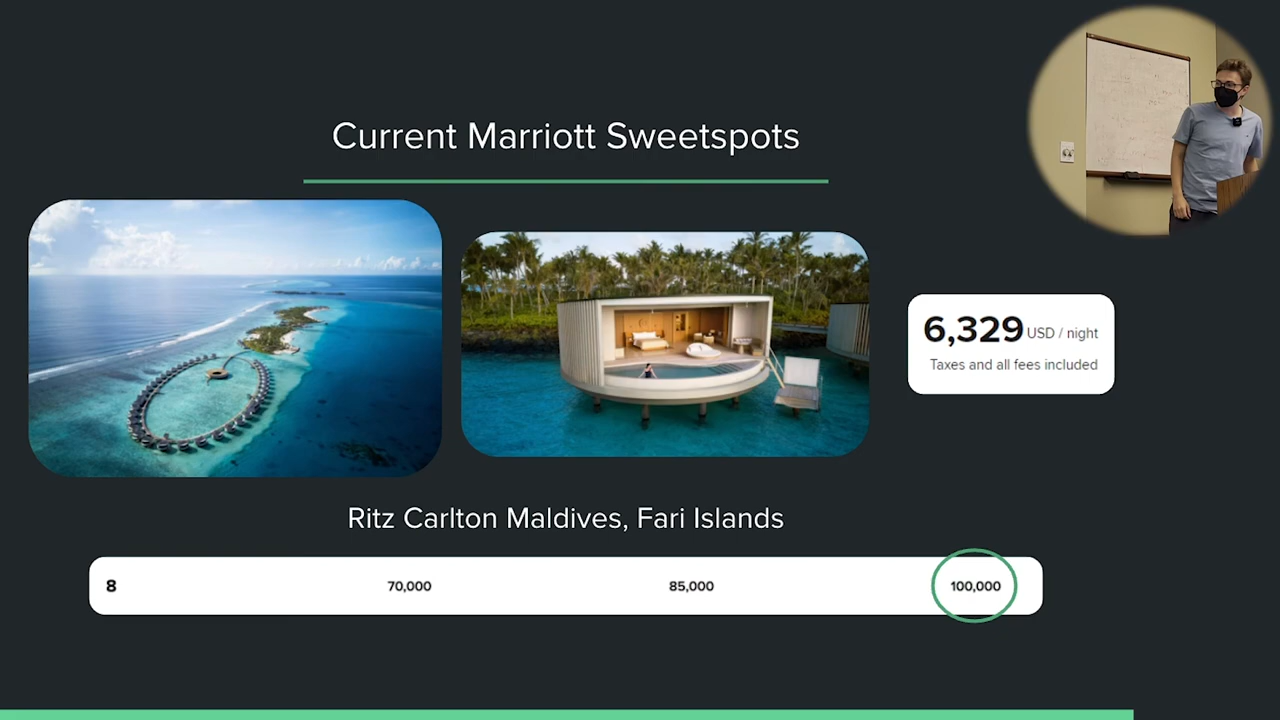 Current Marriott Sweetspots
6,329 USD / night
Taxes and all fees included
Ritz Carlton Maldives, Fari Islands
8 70,000 85,000 100,000